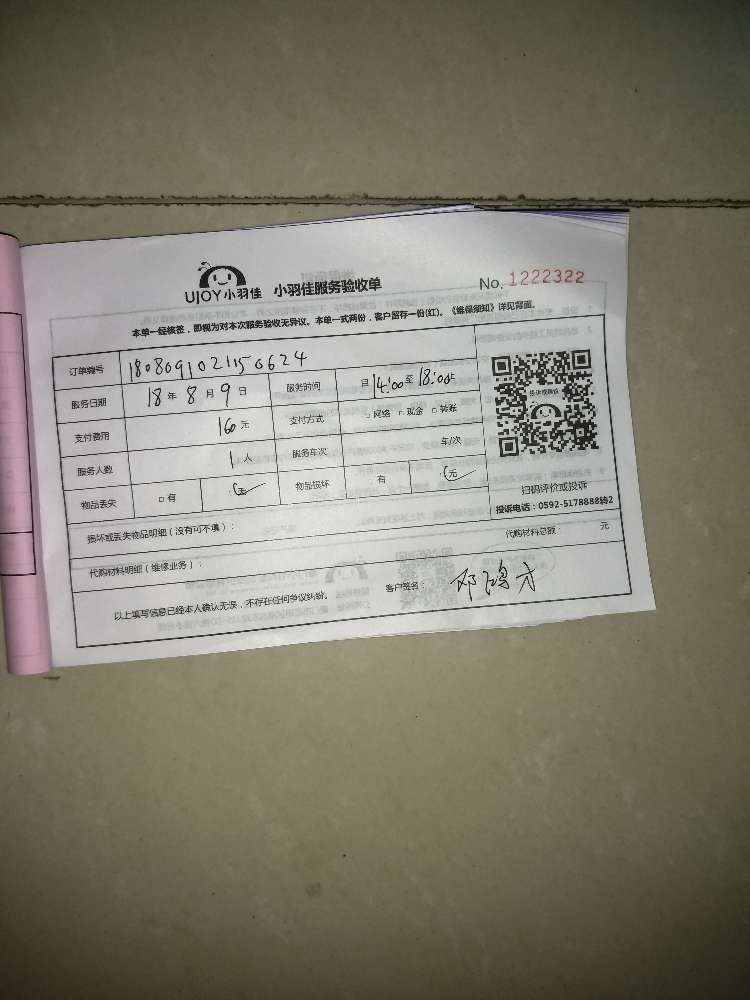 UJOY小羽佳 小羽佳服务验收单 No. 1222322
本单一经核签，即视为对本次服务验收无异议。本单一式两份，客户留存一份(红)。《维保须知》详见背面。
订单编号 1808091021150624
服务日期 18 年 8 月 9 日 服务时间 自 14:00 至 18:00止
支付费用 160 元 支付方式 □ 网络 □ 现金 □ 转账
服务人数 1 人 服务车次 车/次
物品丢失 □ 有 无 物品损坏 有 无
扫码评价或投诉
投诉电话：0592-5178888转2
损坏或丢失物品明细（没有可不填）：
代购材料明细（维修业务）： 代购材料总额： 元
以上填写信息已经本人确认无误，不存在任何争议纠纷。 客户签名： 邓鸿才